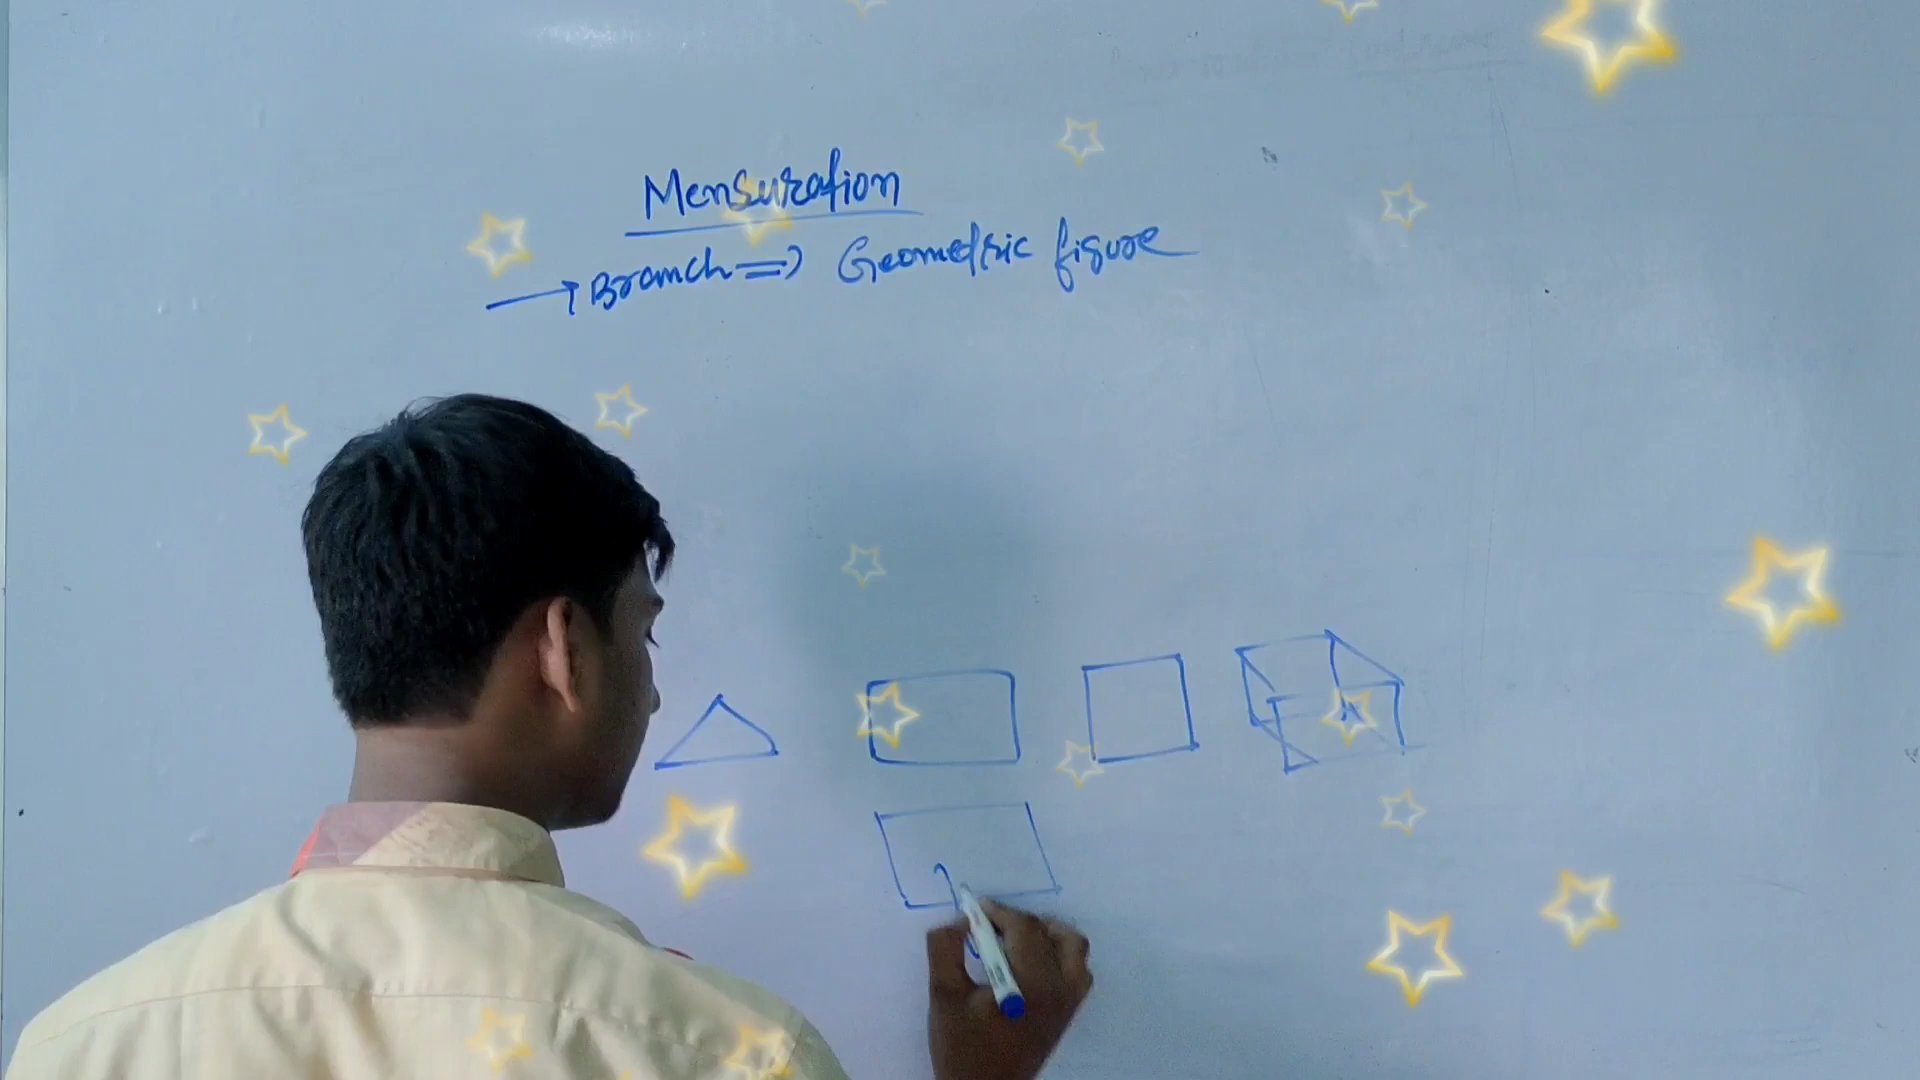 Mensuration
→ Branch => Geometric figure